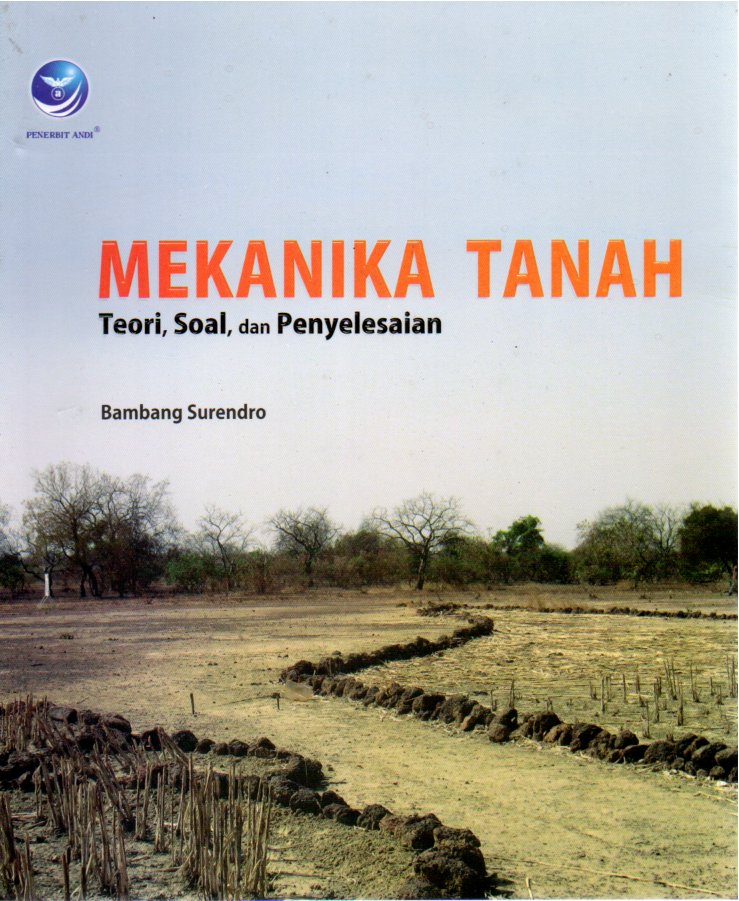 a
PENERBIT ANDI®
MEKANIKA TANAH
Teori, Soal, dan Penyelesaian
Bambang Surendro